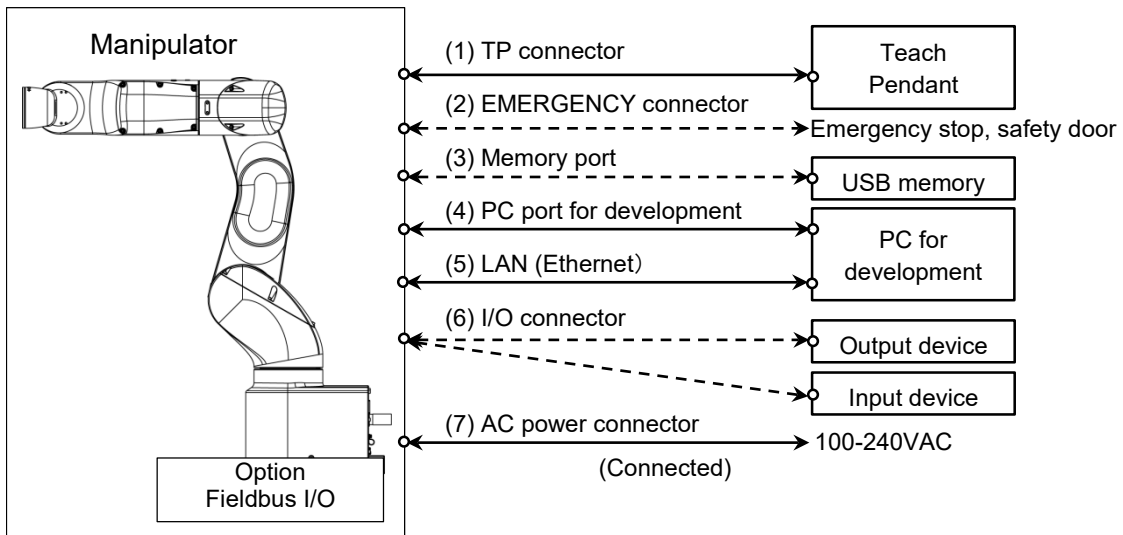 Manipulator
(1) TP connector
Teach
Pendant
(2) EMERGENCY connector
Emergency stop, safety door
(3) Memory port
USB memory
(4) PC port for development
PC for
development
(5) LAN (Ethernet）
(6) I/O connector
Output device
Input device
(7) AC power connector
100-240VAC
(Connected)
Option
Fieldbus I/O